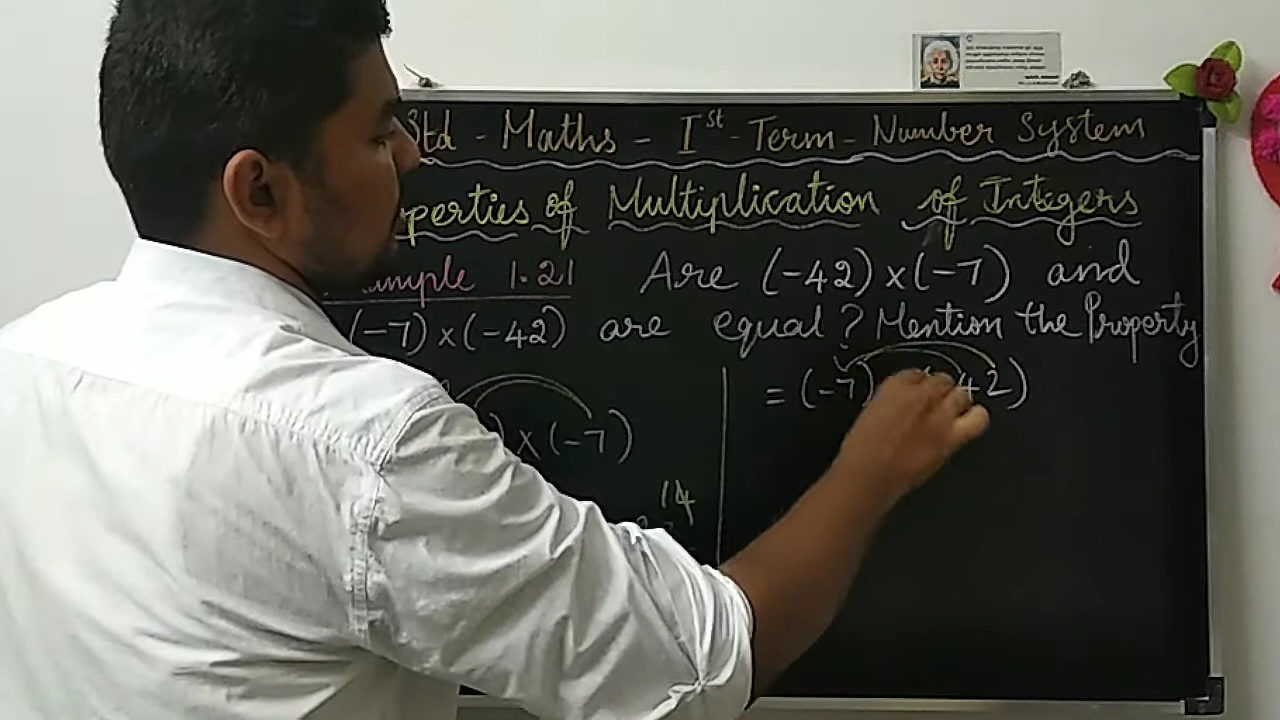 Std - Maths - Ist - Term - Number System
perties of Multiplication of Integers
ample 1.21 Are (-42)×(-7) and
(-7)×(-42) are equal? Mention the Property
) × (-7)
14
= (-7) 42)